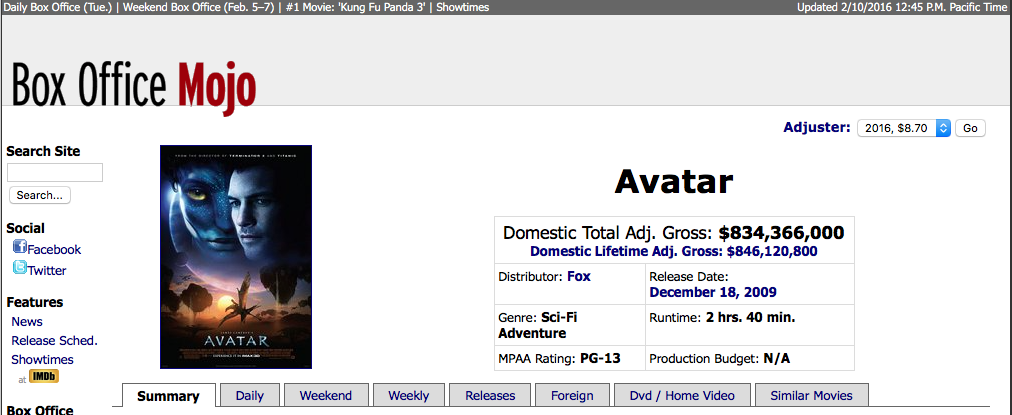 Daily Box Office (Tue.) | Weekend Box Office (Feb. 5–7) | #1 Movie: 'Kung Fu Panda 3' | Showtimes
Updated 2/10/2016 12:45 P.M. Pacific Time
Box Office Mojo
Adjuster: 2016, $8.70 Go
Search Site
Search...
Social
Facebook
Twitter
Features
News
Release Sched.
Showtimes
at IMDb
Box Office
FROM THE DIRECTOR OF TERMINATOR 2 AND TITANIC
JAMES CAMERON'S
AVATAR
Avatar
Domestic Total Adj. Gross: $834,366,000
Domestic Lifetime Adj. Gross: $846,120,800
Distributor: Fox
Release Date:
December 18, 2009
Genre: Sci-Fi
Adventure
Runtime: 2 hrs. 40 min.
MPAA Rating: PG-13
Production Budget: N/A
Summary Daily Weekend Weekly Releases Foreign Dvd / Home Video Similar Movies